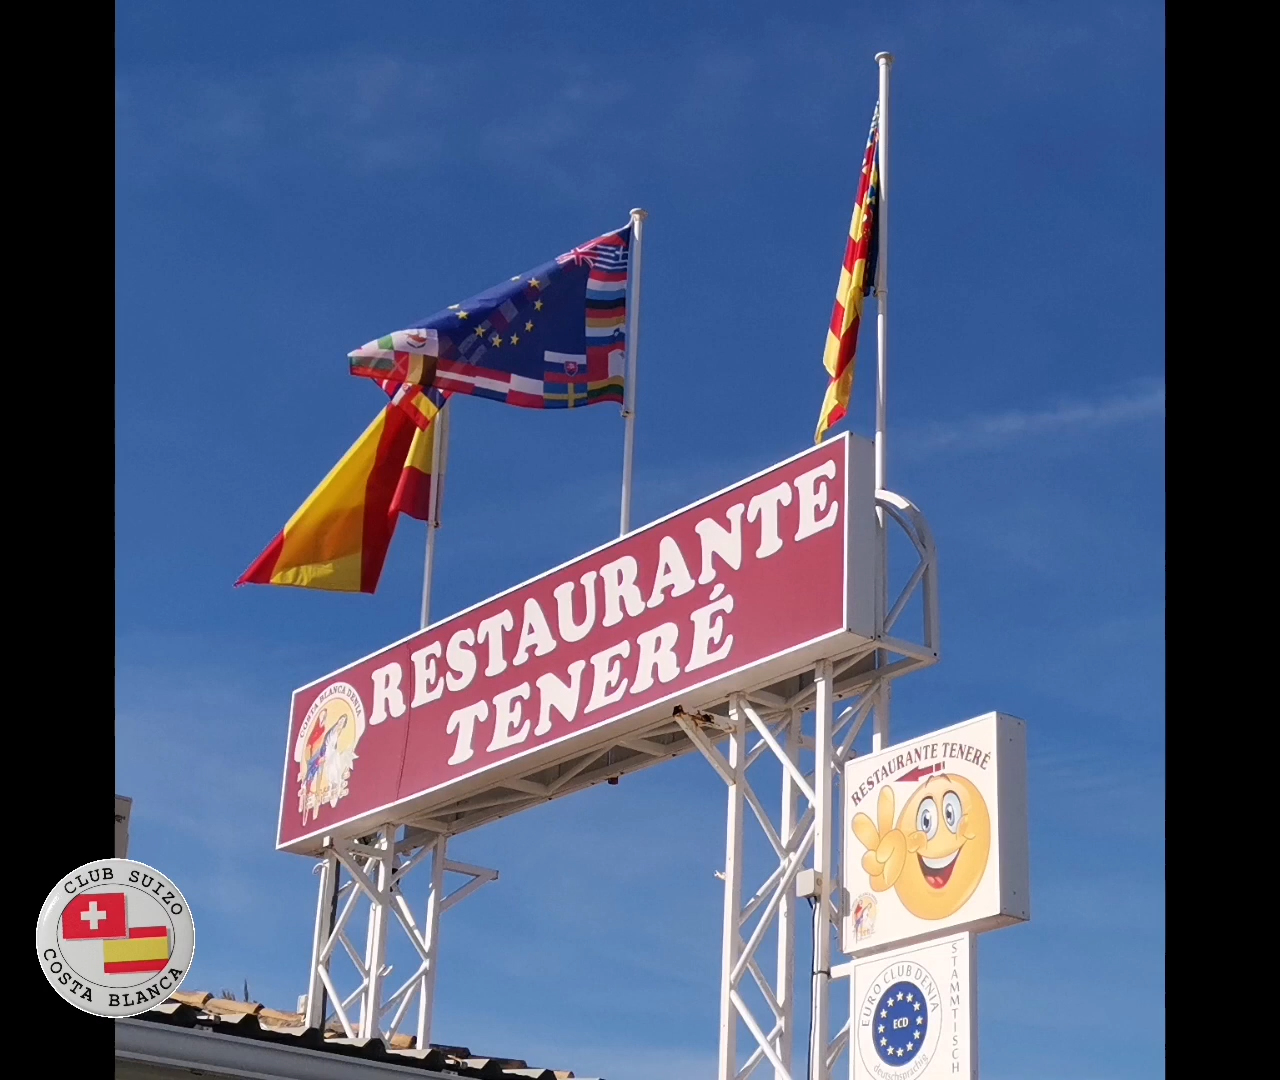 RESTAURANTE
TENERÉ
COSTA BLANCA DENIA
RESTAURANTE TENERÉ
EURO CLUB DENIA
ECD
deutschsprachig
STAMMTISCH
CLUB SUIZO
COSTA BLANCA